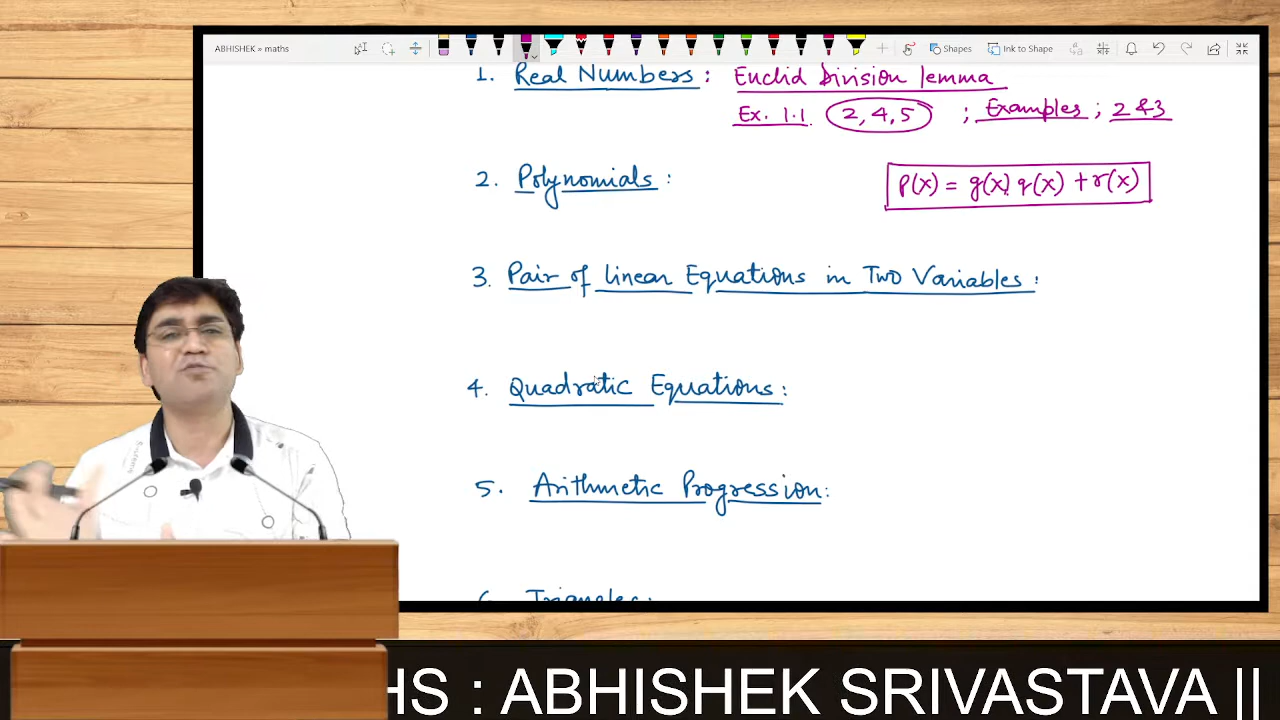 ABHISHEK » maths
Shapes
Ink to Shape
1. Real Numbers : Euclid Division lemma
Ex. 1.1 2, 4, 5 ; Examples ; 2 & 3
2. Polynomials :
p(x) = g(x) q(x) + r(x)
3. Pair of linear Equations in Two Variables :
4. Quadratic Equations :
5. Arithmetic Progression :
6 Triangles :
HS : ABHISHEK SRIVASTAVA ||